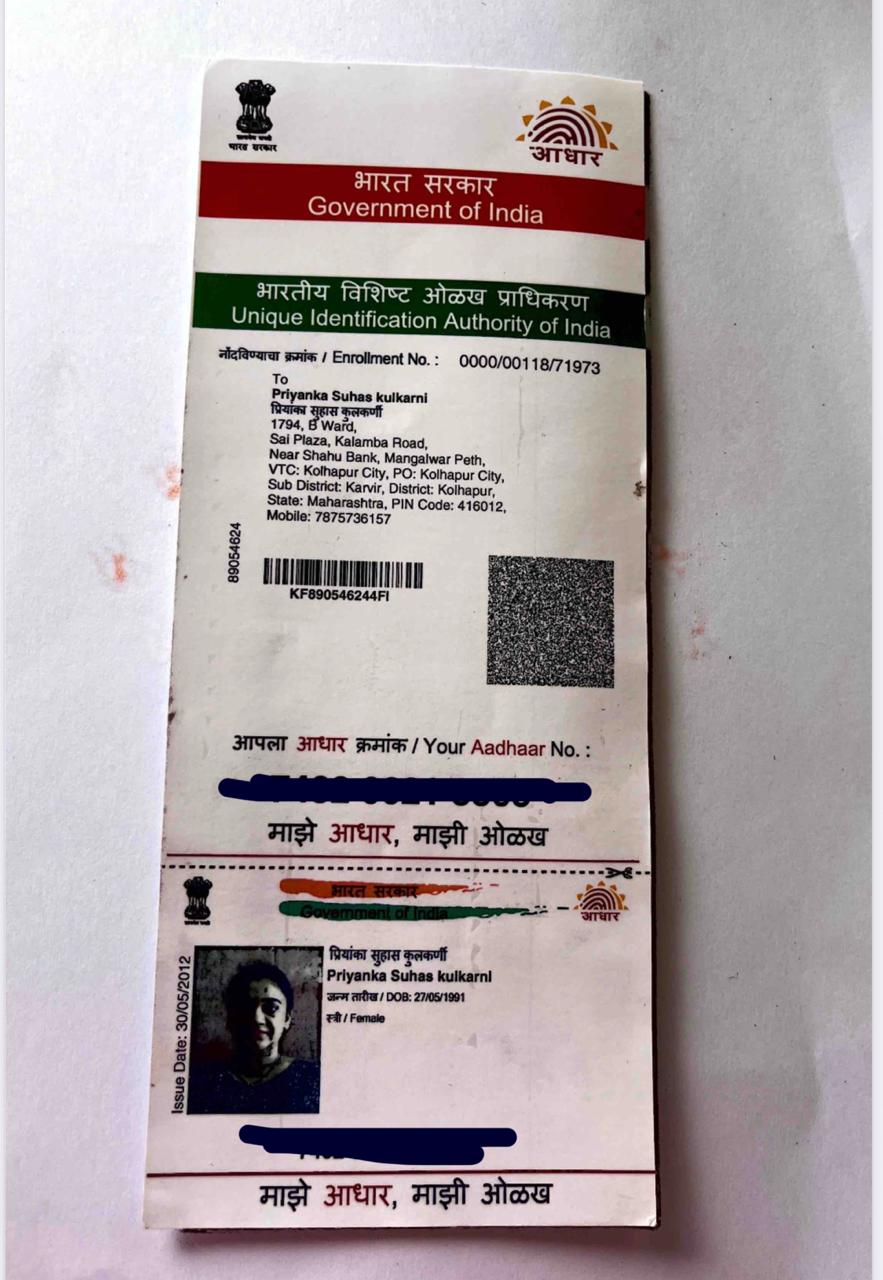 भारत सरकार
आधार
भारत सरकार
Government of India
भारतीय विशिष्ट ओळख प्राधिकरण
Unique Identification Authority of India
नोंदविण्याचा क्रमांक / Enrollment No. : 0000/00118/71973
To
Priyanka Suhas kulkarni
प्रियांका सुहास कुलकर्णी
1794, B Ward,
Sai Plaza, Kalamba Road,
Near Shahu Bank, Mangalwar Peth,
VTC: Kolhapur City, PO: Kolhapur City,
Sub District: Karvir, District: Kolhapur,
State: Maharashtra, PIN Code: 416012,
Mobile: 7875736157
89054624
KF890546244FI
आपला आधार क्रमांक / Your Aadhaar No. :
माझे आधार, माझी ओळख
भारत सरकार
Government of India
आधार
Issue Date: 30/05/2012
प्रियांका सुहास कुलकर्णी
Priyanka Suhas kulkarni
जन्म तारीख / DOB: 27/05/1991
स्त्री / Female
माझे आधार, माझी ओळख